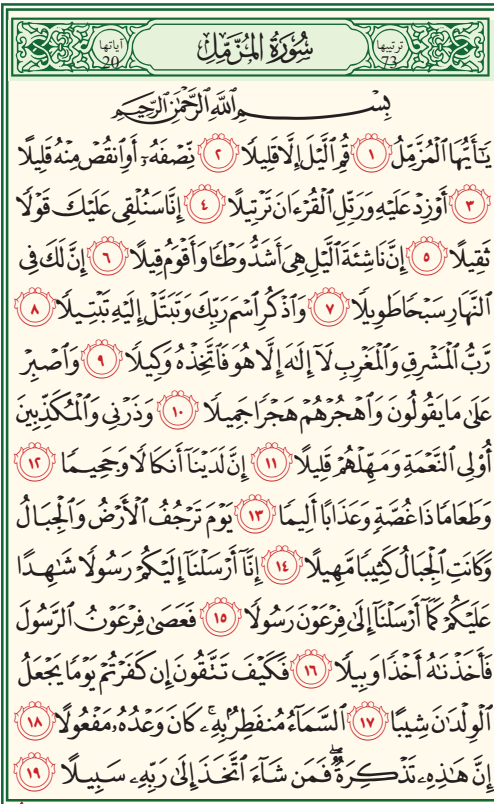 ترتيبها 73 سُورَةُ المُزَّمِّل آياتها 20
بِسْمِ ٱللَّهِ ٱلرَّحْمَٰنِ ٱلرَّحِيمِ
يَٰٓأَيُّهَا ٱلْمُزَّمِّلُ ١ قُمِ ٱلَّيْلَ إِلَّا قَلِيلًا ٢ نِّصْفَهُۥٓ أَوِ ٱنقُصْ مِنْهُ قَلِيلًا
٣ أَوْ زِدْ عَلَيْهِ وَرَتِّلِ ٱلْقُرْءَانَ تَرْتِيلًا ٤ إِنَّا سَنُلْقِى عَلَيْكَ قَوْلًا
ثَقِيلًا ٥ إِنَّ نَاشِئَةَ ٱلَّيْلِ هِىَ أَشَدُّ وَطْـًٔا وَأَقْوَمُ قِيلًا ٦ إِنَّ لَكَ فِى
ٱلنَّهَارِ سَبْحًا طَوِيلًا ٧ وَٱذْكُرِ ٱسْمَ رَبِّكَ وَتَبَتَّلْ إِلَيْهِ تَبْتِيلًا ٨
رَّبُّ ٱلْمَشْرِقِ وَٱلْمَغْرِبِ لَآ إِلَٰهَ إِلَّا هُوَ فَٱتَّخِذْهُ وَكِيلًا ٩ وَٱصْبِرْ
عَلَىٰ مَا يَقُولُونَ وَٱهْجُرْهُمْ هَجْرًا جَمِيلًا ١٠ وَذَرْنِى وَٱلْمُكَذِّبِينَ
أُو۟لِى ٱلنَّعْمَةِ وَمَهِّلْهُمْ قَلِيلًا ١١ إِنَّ لَدَيْنَآ أَنكَالًا وَجَحِيمًا ١٢
وَطَعَامًا ذَا غُصَّةٍ وَعَذَابًا أَلِيمًا ١٣ يَوْمَ تَرْجُفُ ٱلْأَرْضُ وَٱلْجِبَالُ
وَكَانَتِ ٱلْجِبَالُ كَثِيبًا مَّهِيلًا ١٤ إِنَّآ أَرْسَلْنَآ إِلَيْكُمْ رَسُولًا شَٰهِدًا
عَلَيْكُمْ كَمَآ أَرْسَلْنَآ إِلَىٰ فِرْعَوْنَ رَسُولًا ١٥ فَعَصَىٰ فِرْعَوْنُ ٱلرَّسُولَ
فَأَخَذْنَٰهُ أَخْذًا وَبِيلًا ١٦ فَكَيْفَ تَتَّقُونَ إِن كَفَرْتُمْ يَوْمًا يَجْعَلُ
ٱلْوِلْدَٰنَ شِيبًا ١٧ ٱلسَّمَآءُ مُنفَطِرٌۢ بِهِۦ ۚ كَانَ وَعْدُهُۥ مَفْعُولًا ١٨
إِنَّ هَٰذِهِۦ تَذْكِرَةٌ ۖ فَمَن شَآءَ ٱتَّخَذَ إِلَىٰ رَبِّهِۦ سَبِيلًا ١٩